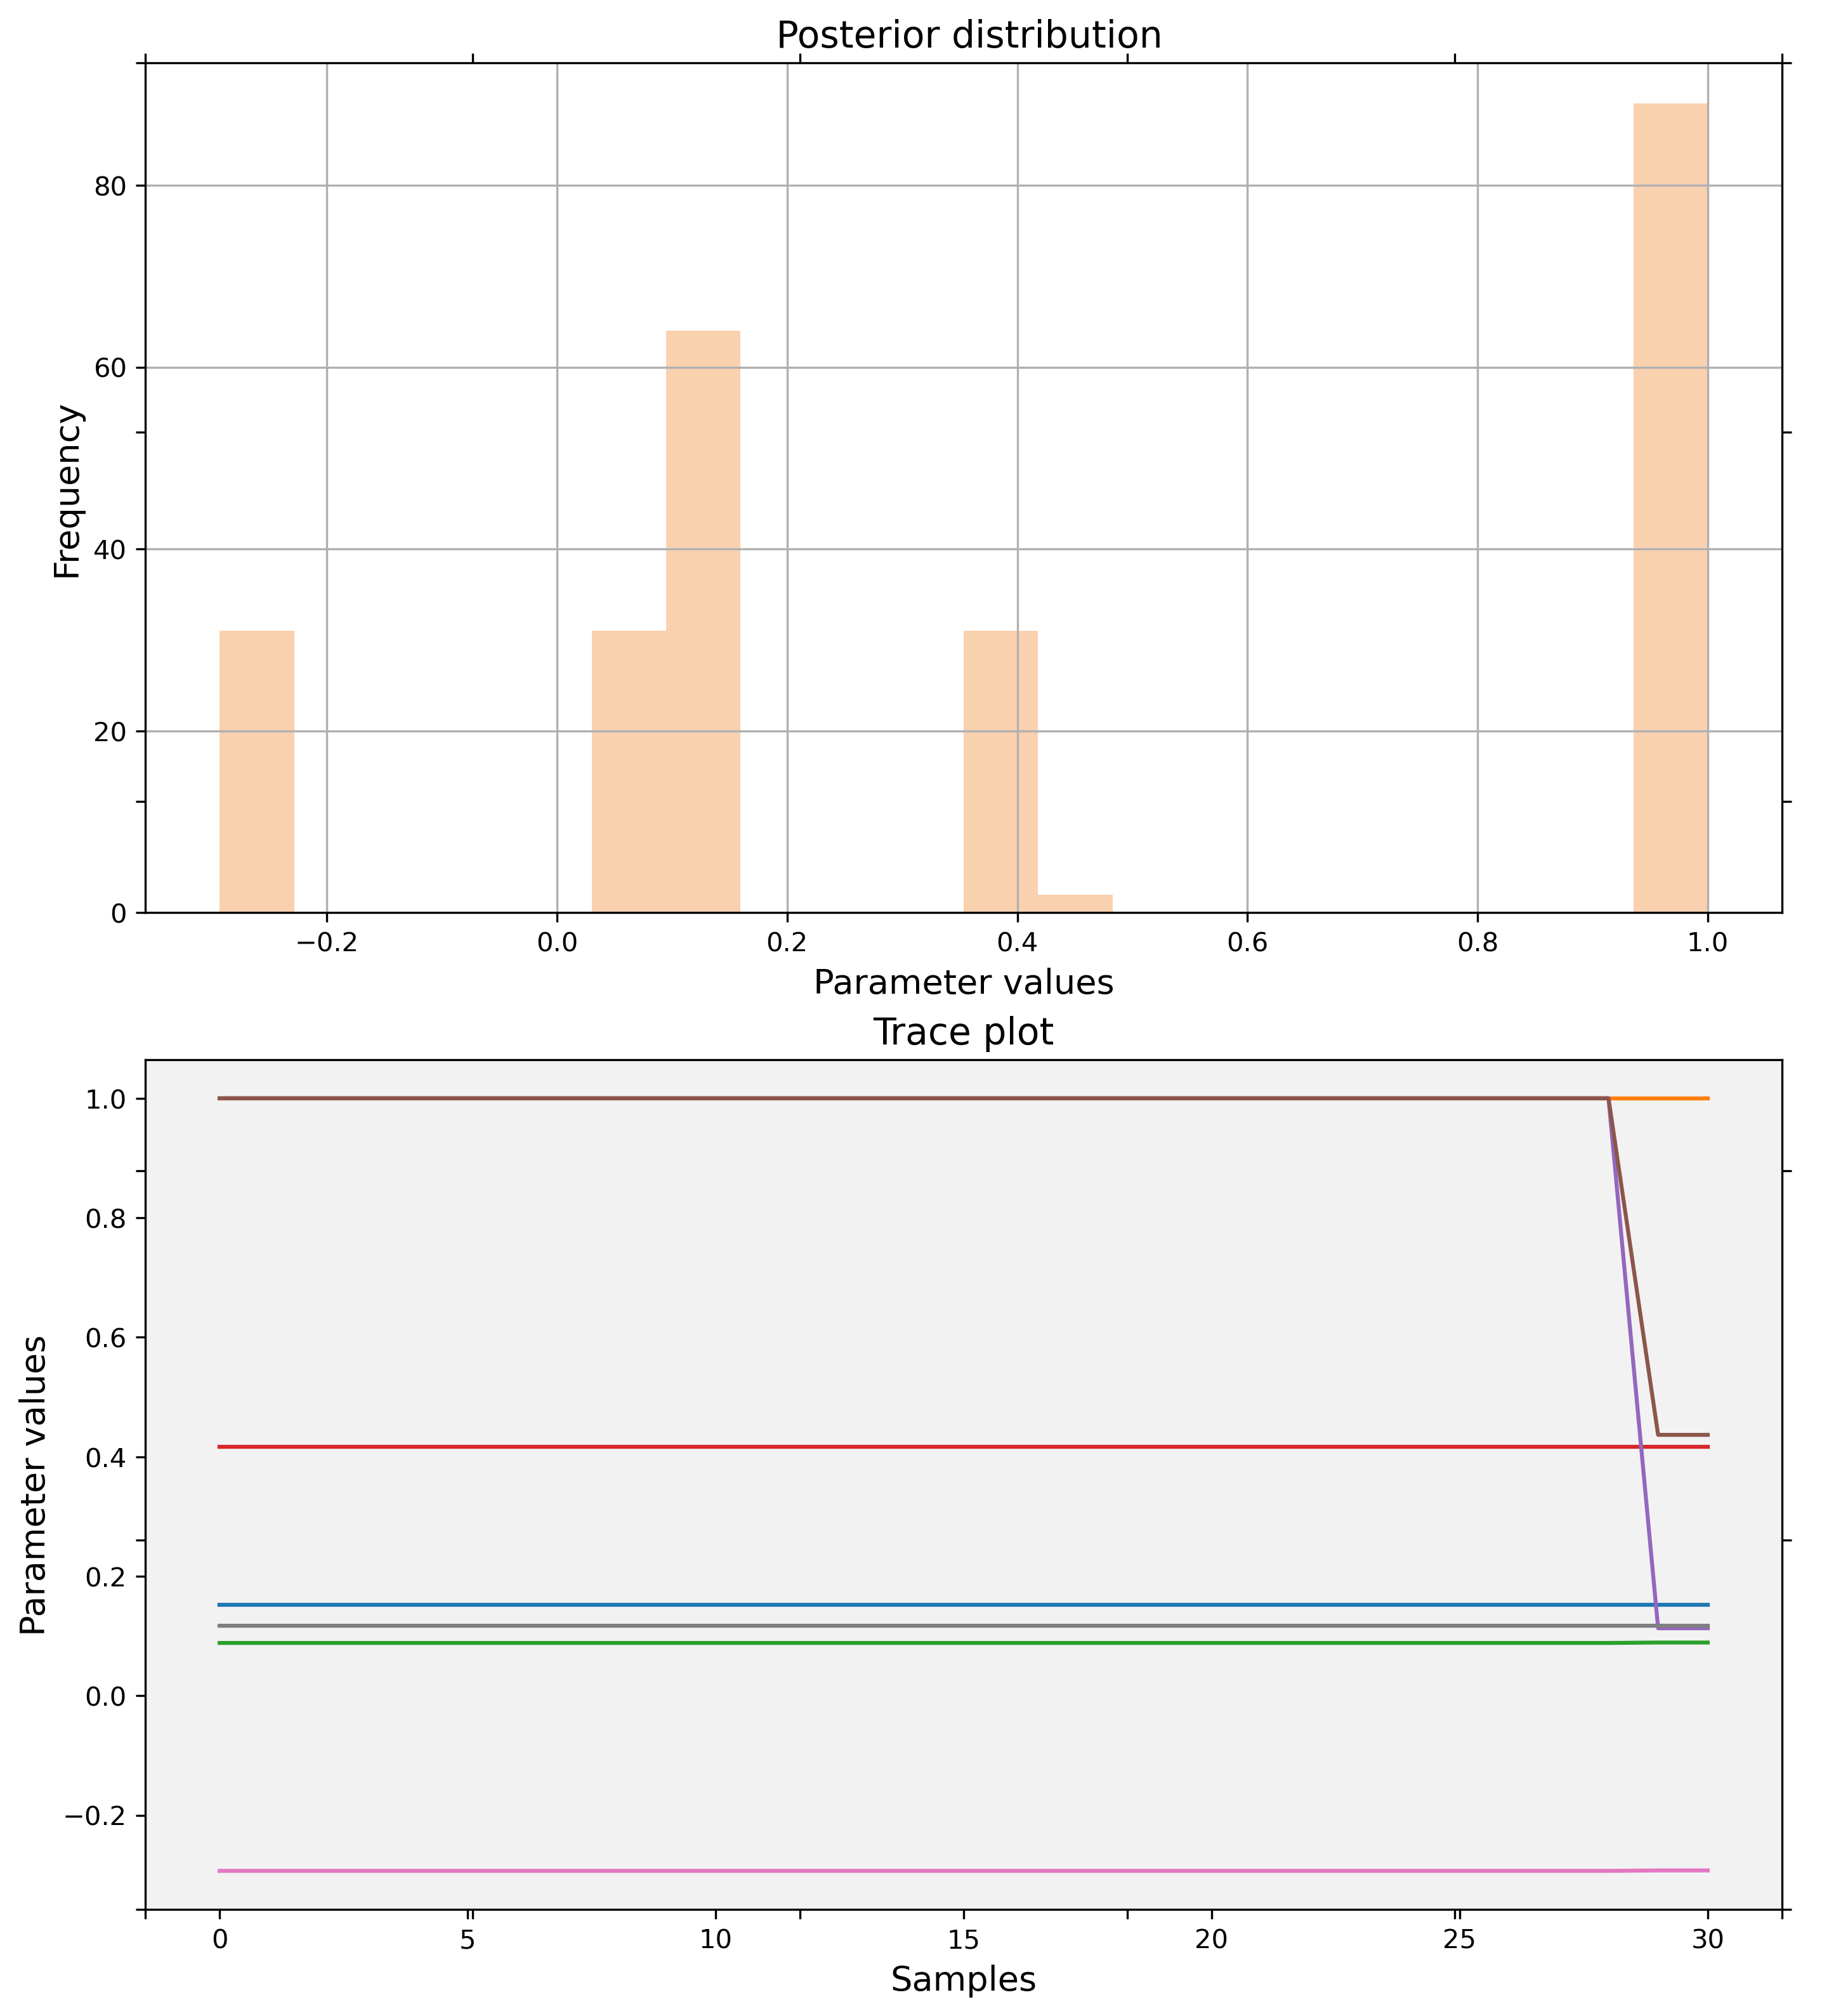 Posterior distribution
80
60
40
20
0
Frequency
−0.2 0.0 0.2 0.4 0.6 0.8 1.0
Parameter values
Trace plot
1.0
0.8
0.6
0.4
0.2
0.0
−0.2
Parameter values
0 5 10 15 20 25 30
Samples